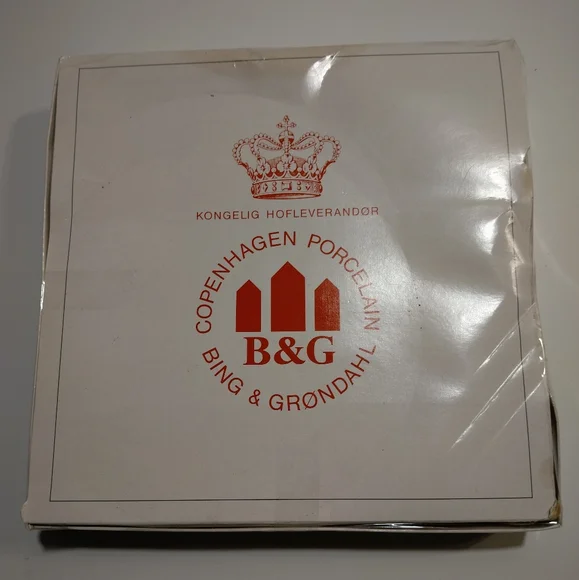 KONGELIG HOFLEVERANDØR
COPENHAGEN PORCELAIN
B&G
BING & GRØNDAHL